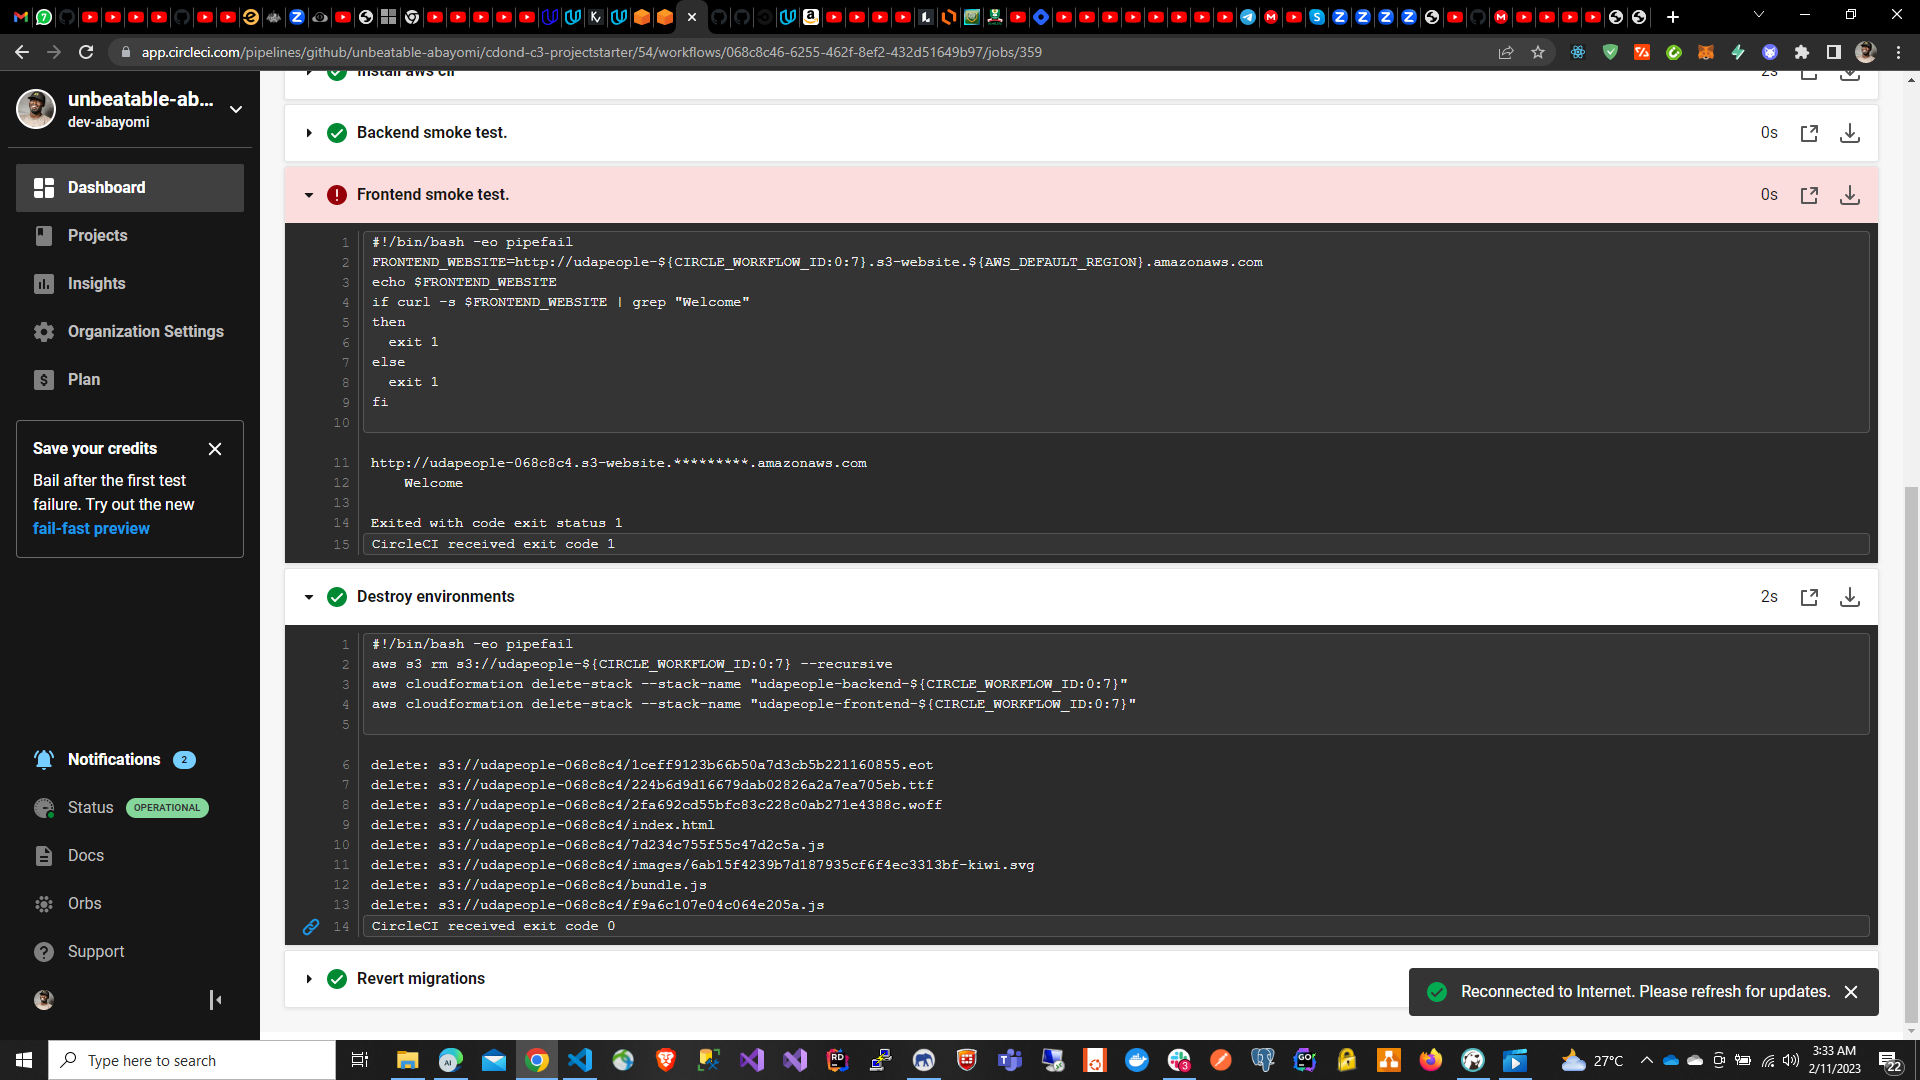 app.circleci.com/pipelines/github/unbeatable-abayomi/cdond-c3-projectstarter/54/workflows/068c8c46-6255-462f-8ef2-432d51649b97/jobs/359
unbeatable-ab...
dev-abayomi
Dashboard
Projects
Insights
Organization Settings
Plan
Save your credits
Bail after the first test
failure. Try out the new
fail-fast preview
Notifications 2
Status OPERATIONAL
Docs
Orbs
Support
Install aws cli 2s
Backend smoke test. 0s
Frontend smoke test. 0s
1 #!/bin/bash -eo pipefail
2 FRONTEND_WEBSITE=http://udapeople-${CIRCLE_WORKFLOW_ID:0:7}.s3-website.${AWS_DEFAULT_REGION}.amazonaws.com
3 echo $FRONTEND_WEBSITE
4 if curl -s $FRONTEND_WEBSITE | grep "Welcome"
5 then
6 exit 1
7 else
8 exit 1
9 fi
10
11 http://udapeople-068c8c4.s3-website.*********.amazonaws.com
12 Welcome
13
14 Exited with code exit status 1
15 CircleCI received exit code 1
Destroy environments 2s
1 #!/bin/bash -eo pipefail
2 aws s3 rm s3://udapeople-${CIRCLE_WORKFLOW_ID:0:7} --recursive
3 aws cloudformation delete-stack --stack-name "udapeople-backend-${CIRCLE_WORKFLOW_ID:0:7}"
4 aws cloudformation delete-stack --stack-name "udapeople-frontend-${CIRCLE_WORKFLOW_ID:0:7}"
5
6 delete: s3://udapeople-068c8c4/1ceff9123b66b50a7d3cb5b221160855.eot
7 delete: s3://udapeople-068c8c4/224b6d9d16679dab02826a2a7ea705eb.ttf
8 delete: s3://udapeople-068c8c4/2fa692cd55bfc83c228c0ab271e4388c.woff
9 delete: s3://udapeople-068c8c4/index.html
10 delete: s3://udapeople-068c8c4/7d234c755f55c47d2c5a.js
11 delete: s3://udapeople-068c8c4/images/6ab15f4239b7d187935cf6f4ec3313bf-kiwi.svg
12 delete: s3://udapeople-068c8c4/bundle.js
13 delete: s3://udapeople-068c8c4/f9a6c107e04c064e205a.js
14 CircleCI received exit code 0
Revert migrations
Reconnected to Internet. Please refresh for updates.
Type here to search
27°C
3:33 AM
2/11/2023
22